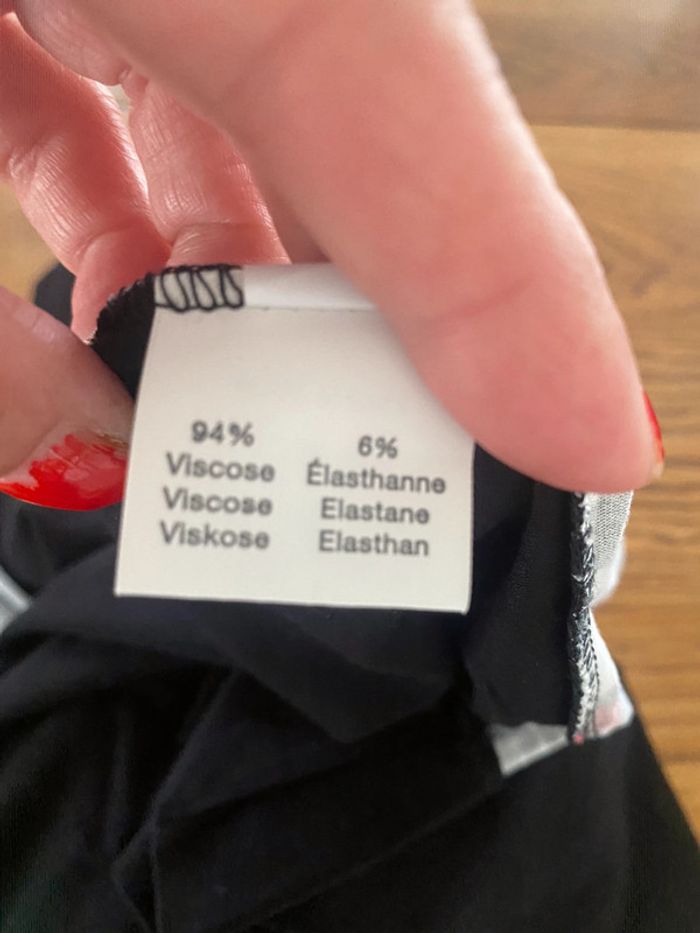 94% 6%
Viscose Élasthanne
Viscose Elastane
Viskose Elasthan